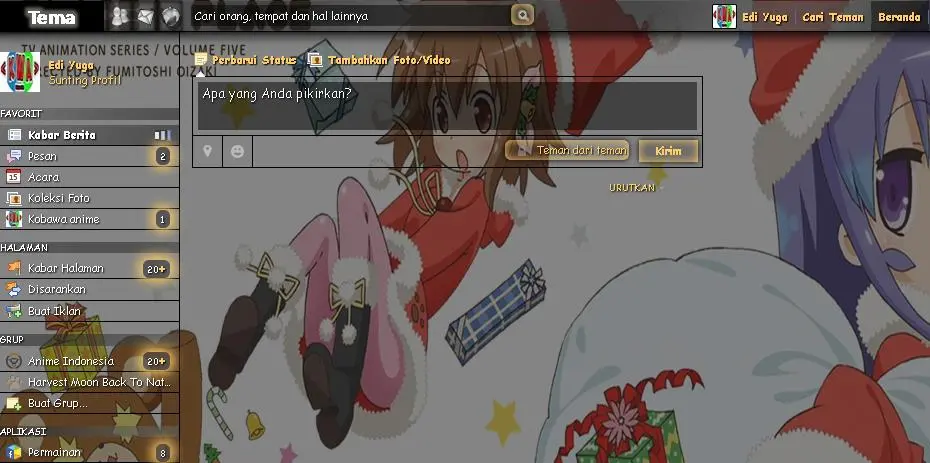 Tema
Cari orang, tempat dan hal lainnya
Edi Yuga
Cari Teman
Beranda
TV ANIMATION SERIES / VOLUME FIVE
DIRECTED BY FUMITOSHI OIZAKI
Edi Yuga
Sunting Profil
FAVORIT
Kabar Berita
Pesan 2
Acara
Koleksi Foto
Kobawa anime 1
HALAMAN
Kabar Halaman 20+
Disarankan
Buat Iklan
GRUP
Anime Indonesia 20+
Harvest Moon Back To Nat...
Buat Grup...
APLIKASI
Permainan 8
Perbarui Status
Tambahkan Foto/Video
Apa yang Anda pikirkan?
Teman dari teman
Kirim
URUTKAN
15